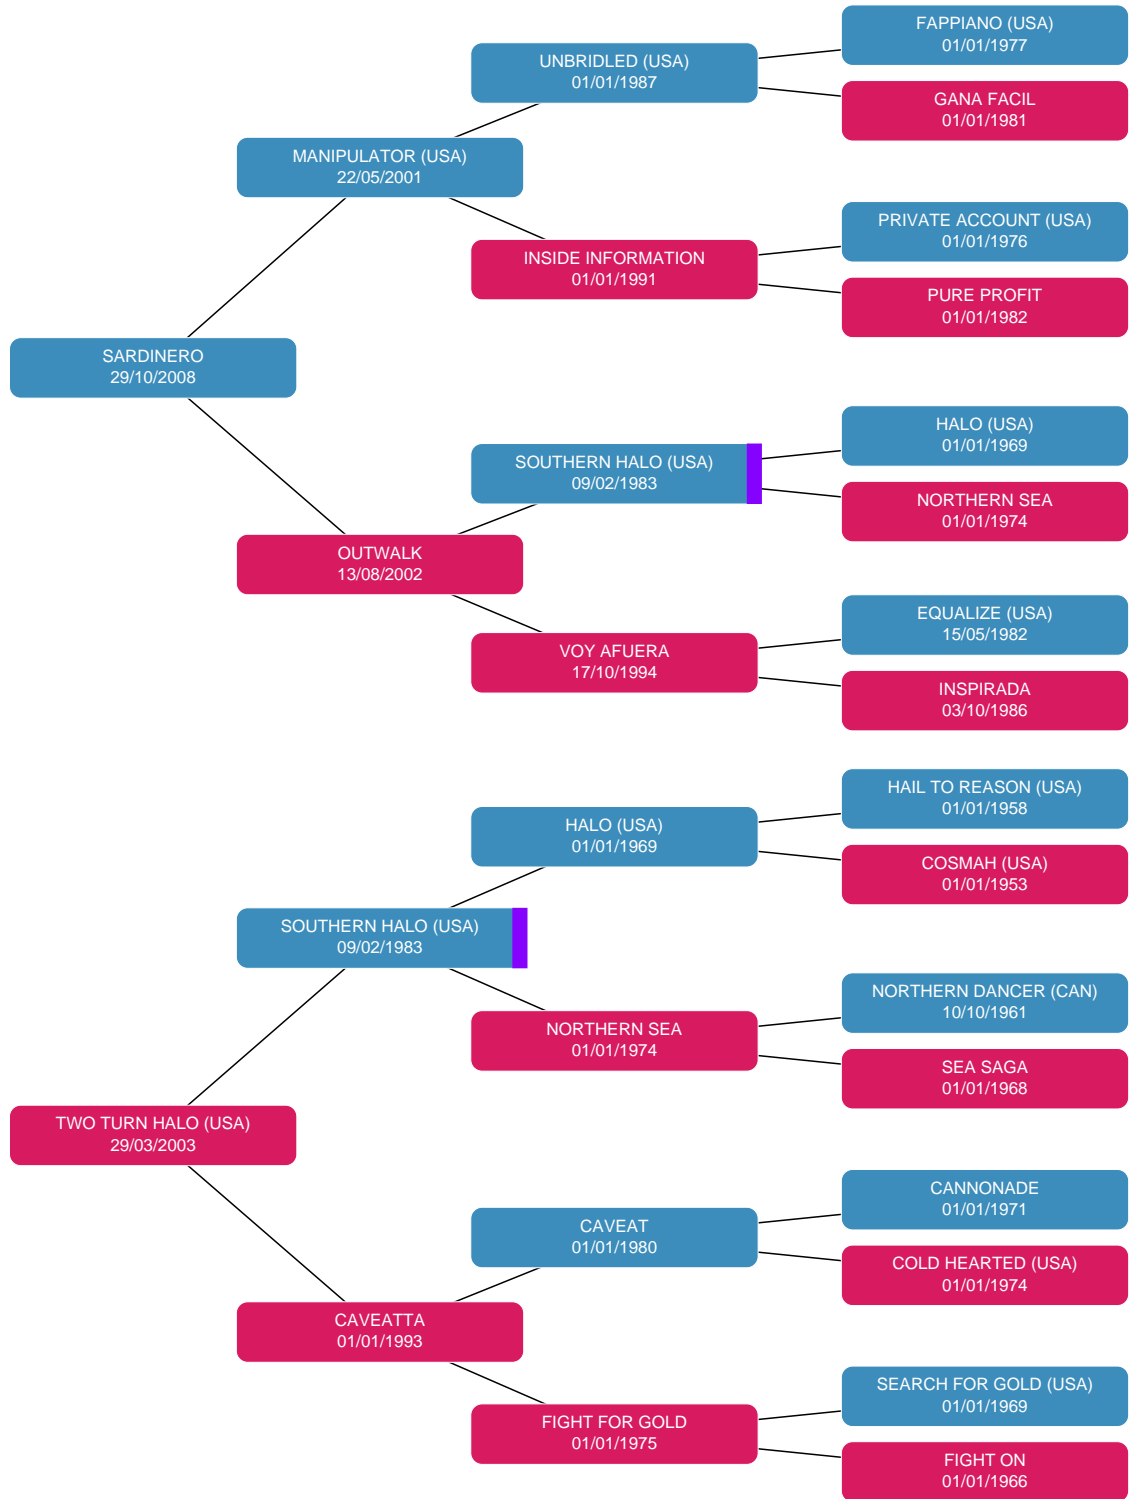 FAPPIANO (USA)
01/01/1977
UNBRIDLED (USA)
01/01/1987
GANA FACIL
01/01/1981
MANIPULATOR (USA)
22/05/2001
PRIVATE ACCOUNT (USA)
01/01/1976
INSIDE INFORMATION
01/01/1991
PURE PROFIT
01/01/1982
SARDINERO
29/10/2008
HALO (USA)
01/01/1969
SOUTHERN HALO (USA)
09/02/1983
NORTHERN SEA
01/01/1974
OUTWALK
13/08/2002
EQUALIZE (USA)
15/05/1982
VOY AFUERA
17/10/1994
INSPIRADA
03/10/1986
HAIL TO REASON (USA)
01/01/1958
HALO (USA)
01/01/1969
COSMAH (USA)
01/01/1953
SOUTHERN HALO (USA)
09/02/1983
NORTHERN DANCER (CAN)
10/10/1961
NORTHERN SEA
01/01/1974
SEA SAGA
01/01/1968
TWO TURN HALO (USA)
29/03/2003
CANNONADE
01/01/1971
CAVEAT
01/01/1980
COLD HEARTED (USA)
01/01/1974
CAVEATTA
01/01/1993
SEARCH FOR GOLD (USA)
01/01/1969
FIGHT FOR GOLD
01/01/1975
FIGHT ON
01/01/1966